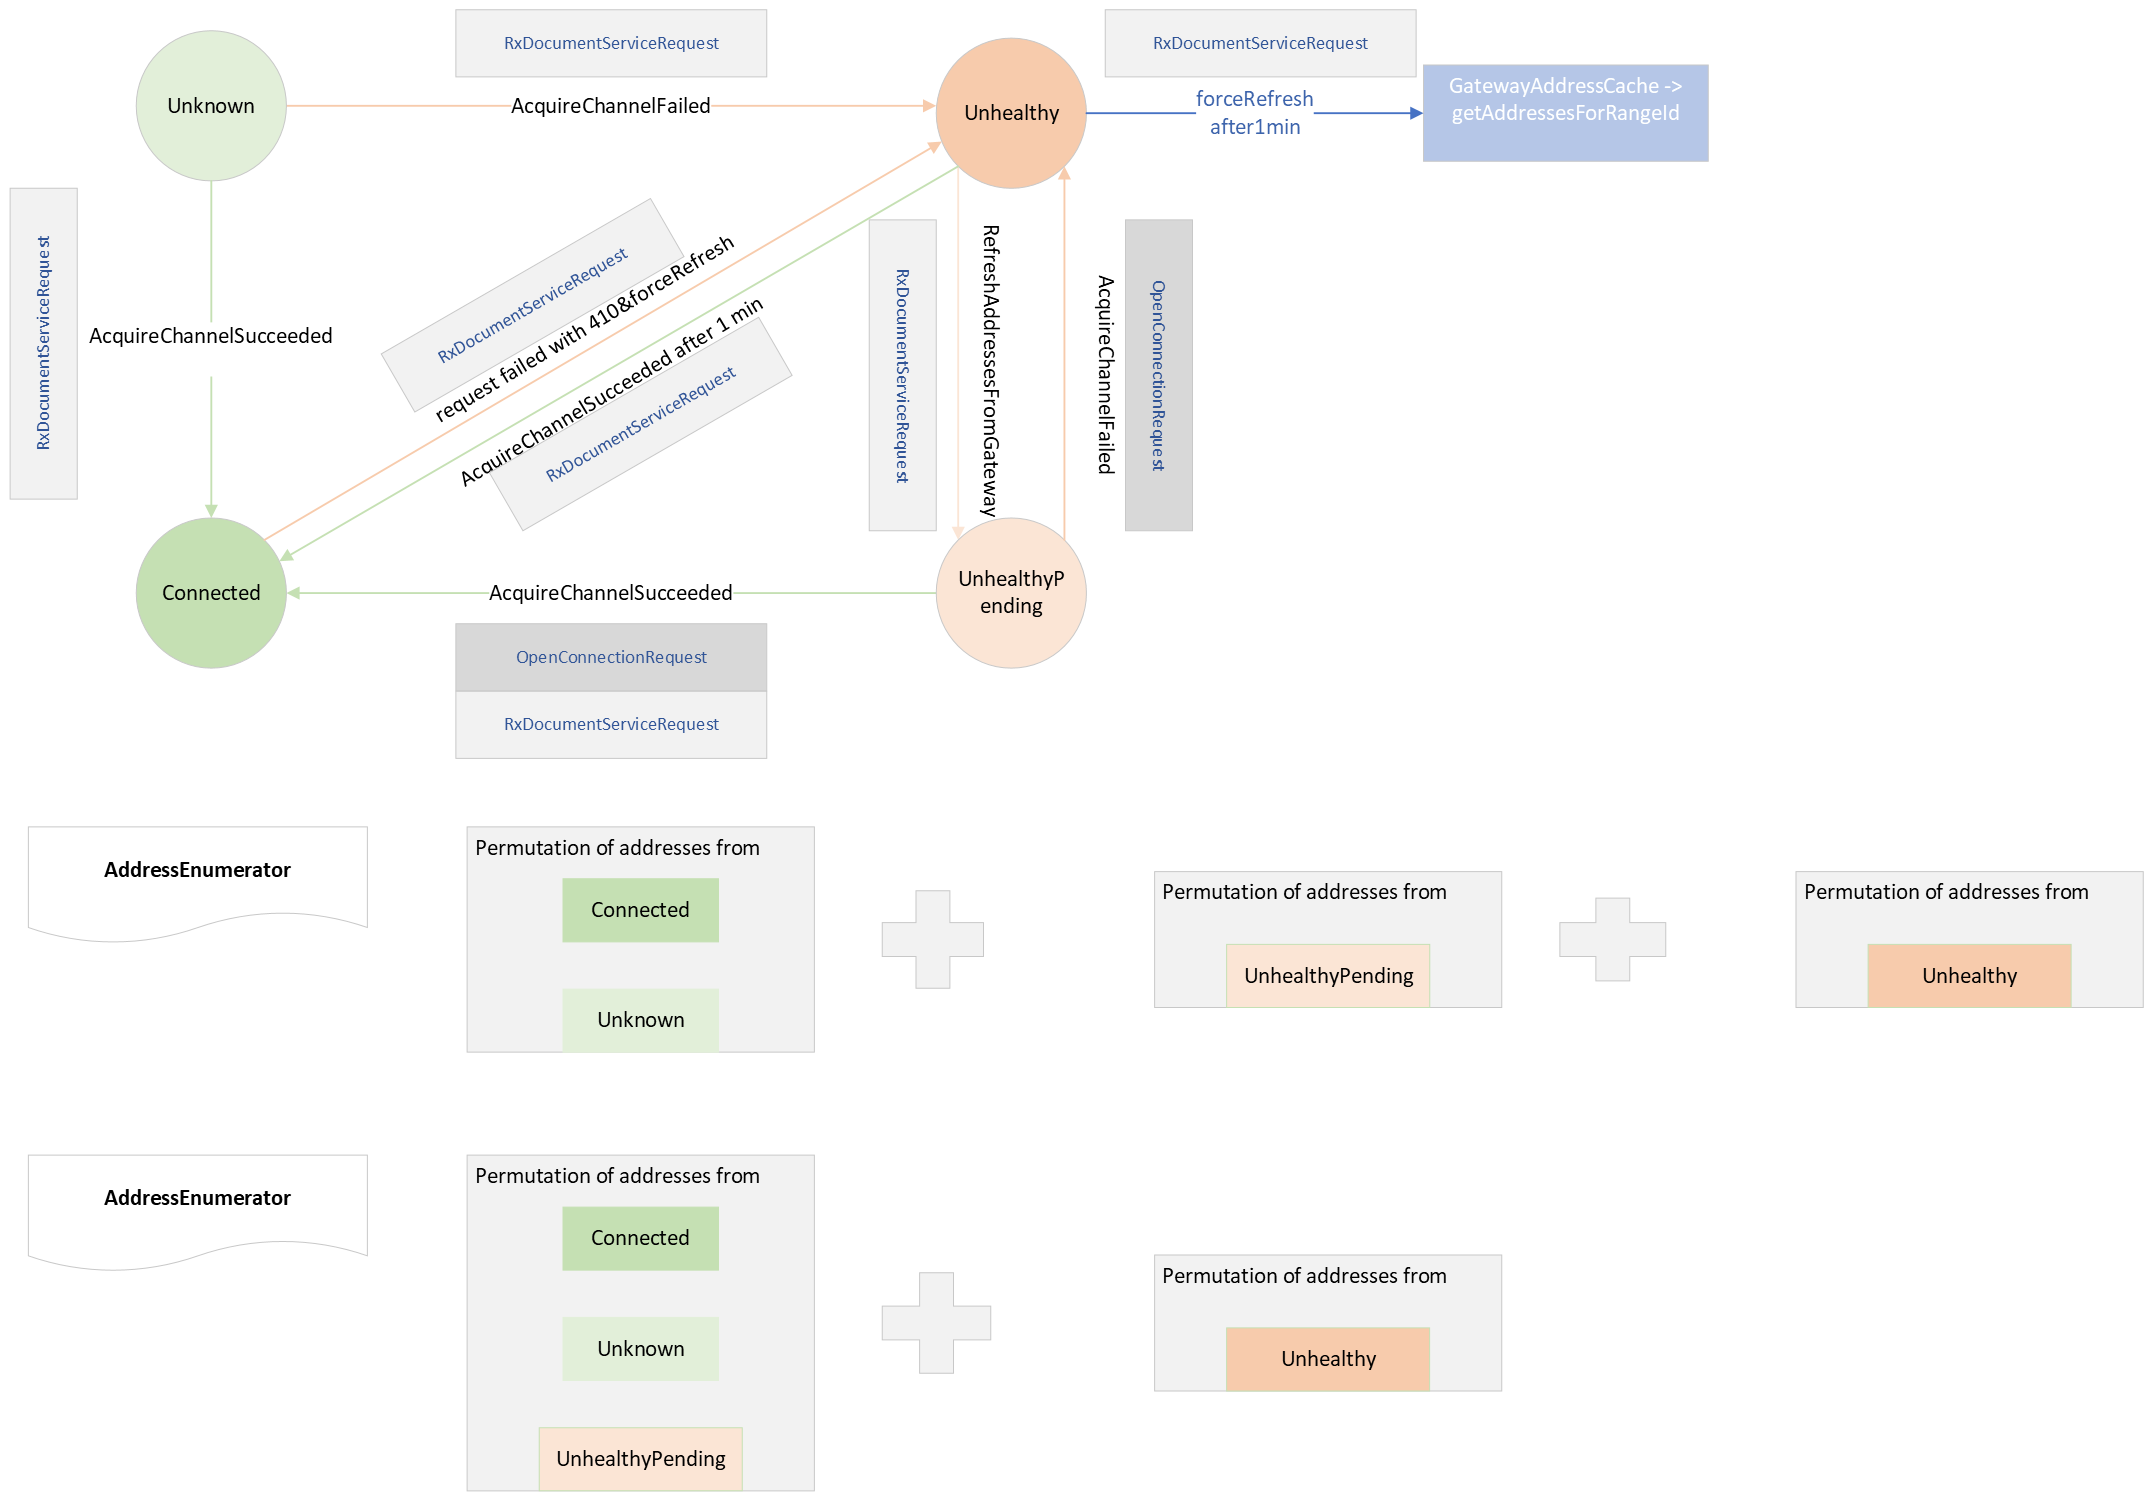 RxDocumentServiceRequest
RxDocumentServiceRequest
Unknown
AcquireChannelFailed
Unhealthy
forceRefresh
after1min
GatewayAddressCache ->
getAddressesForRangeId
RxDocumentServiceRequest
AcquireChannelSucceeded
RxDocumentServiceRequest
request failed with 410&forceRefresh
AcquireChannelSucceeded after 1 min
RxDocumentServiceRequest
RxDocumentServiceRequest
RefreshAddressesFromGateway
AcquireChannelFailed
OpenConnectionRequest
Connected
AcquireChannelSucceeded
UnhealthyP
ending
OpenConnectionRequest
RxDocumentServiceRequest
AddressEnumerator
Permutation of addresses from
Connected
Unknown
Permutation of addresses from
UnhealthyPending
Permutation of addresses from
Unhealthy
AddressEnumerator
Permutation of addresses from
Connected
Unknown
UnhealthyPending
Permutation of addresses from
Unhealthy